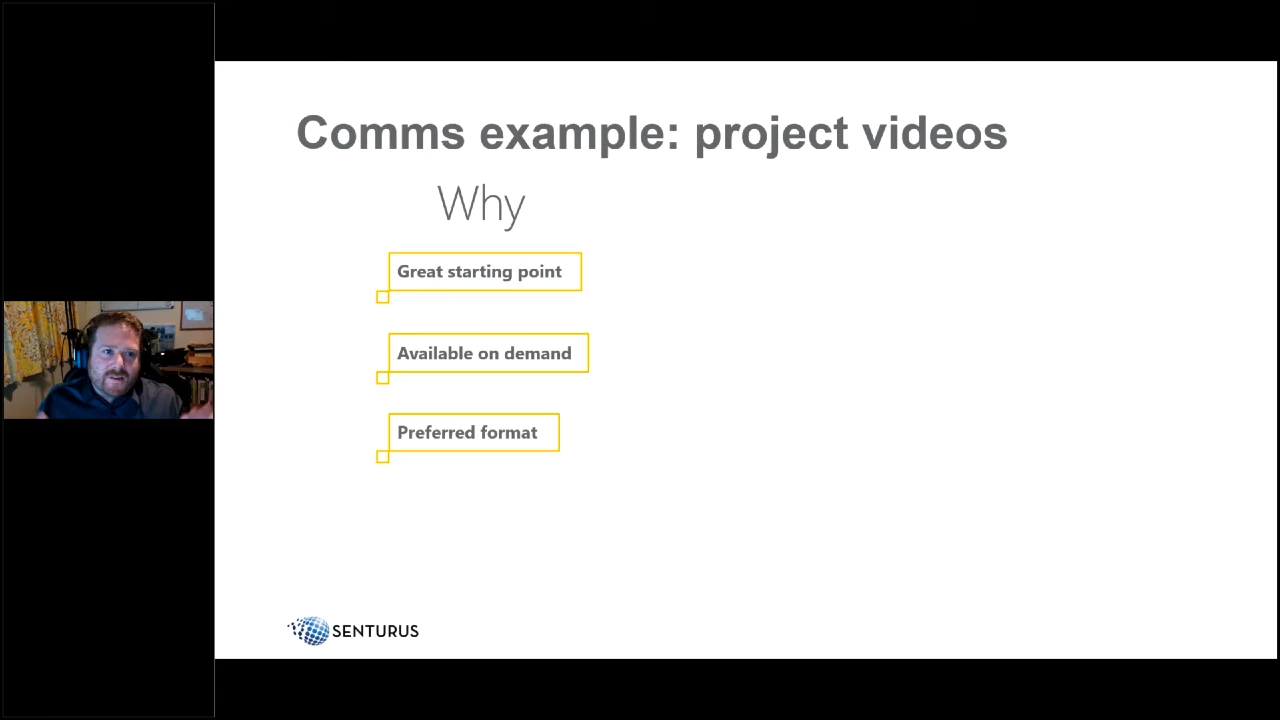 Comms example: project videos
Why
Great starting point
Available on demand
Preferred format
SENTURUS